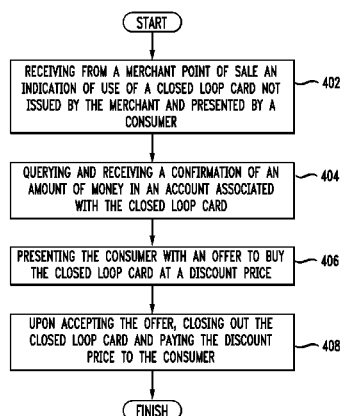 START
RECEIVING FROM A MERCHANT POINT OF SALE AN
INDICATION OF USE OF A CLOSED LOOP CARD NOT
ISSUED BY THE MERCHANT AND PRESENTED BY A
CONSUMER
402
QUERYING AND RECEIVING A CONFIRMATION OF AN
AMOUNT OF MONEY IN AN ACCOUNT ASSOCIATED
WITH THE CLOSED LOOP CARD
404
PRESENTING THE CONSUMER WITH AN OFFER TO BUY
THE CLOSED LOOP CARD AT A DISCOUNT PRICE
406
UPON ACCEPTING THE OFFER, CLOSING OUT THE
CLOSED LOOP CARD AND PAYING THE DISCOUNT
PRICE TO THE CONSUMER
408
FINISH